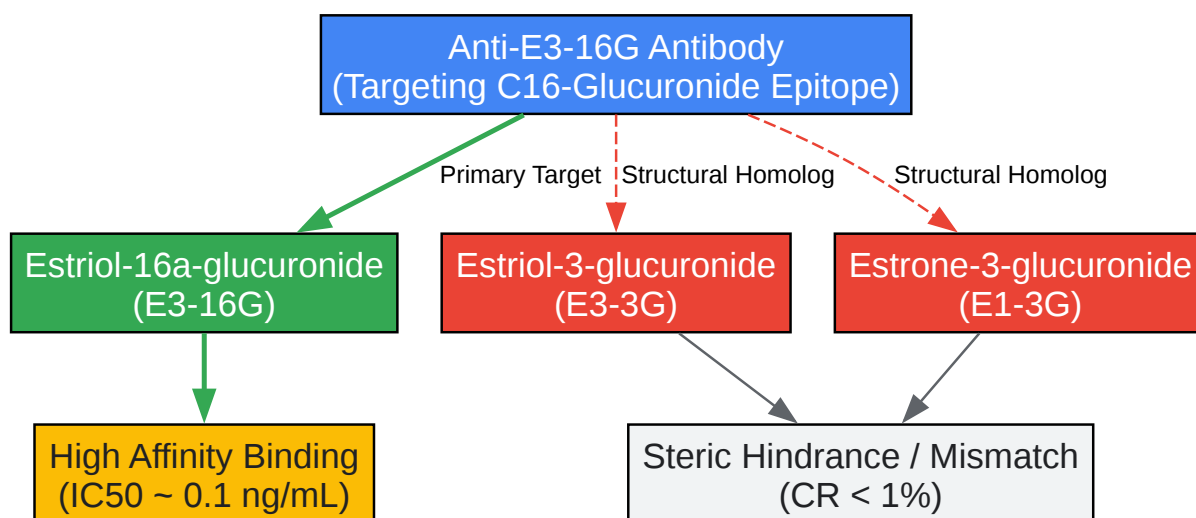 Anti-E3-16G Antibody
(Targeting C16-Glucuronide Epitope)
Primary Target
Structural Homolog
Structural Homolog
Estriol-16a-glucuronide
(E3-16G)
Estriol-3-glucuronide
(E3-3G)
Estrone-3-glucuronide
(E1-3G)
High Affinity Binding
(IC50 ~ 0.1 ng/mL)
Steric Hindrance / Mismatch
(CR < 1%)